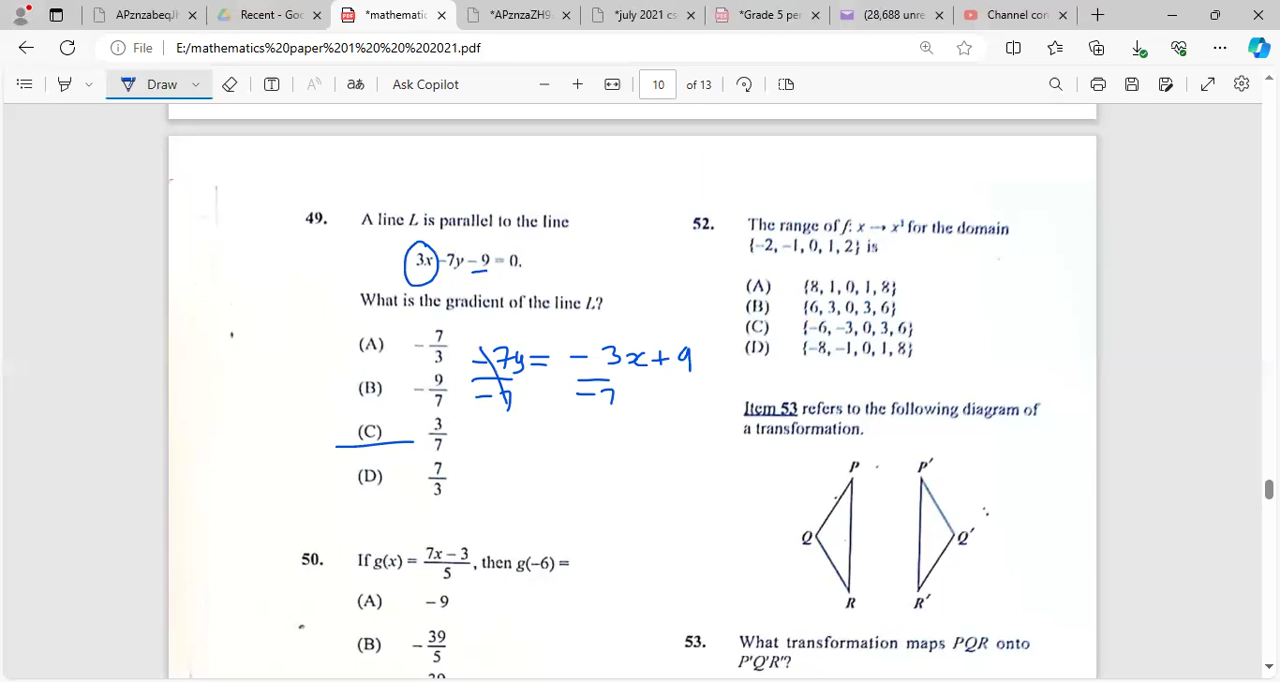 APznzabeqJh
Recent - Goo
*mathematic
*APznzaZH9
*july 2021 cs
*Grade 5 per
(28,688 unre
Channel con
File
E:/mathematics%20paper%201%20%20%202021.pdf
Draw
aあ
Ask Copilot
10
of 13
49.
A line L is parallel to the line
3x - 7y - 9 = 0.
What is the gradient of the line L?
(A) - 7/3
(B) - 9/7
(C) 3/7
(D) 7/3
-7y = - 3x + 9
-7 -7
50.
If g(x) = 7x - 3 / 5 , then g(-6) =
(A) - 9
(B) - 39/5
52.
The range of f: x → x³ for the domain
{-2, -1, 0, 1, 2} is
(A) {8, 1, 0, 1, 8}
(B) {6, 3, 0, 3, 6}
(C) {-6, -3, 0, 3, 6}
(D) {-8, -1, 0, 1, 8}
Item 53 refers to the following diagram of
a transformation.
P P'
Q Q'
R R'
53.
What transformation maps PQR onto
P'Q'R'?